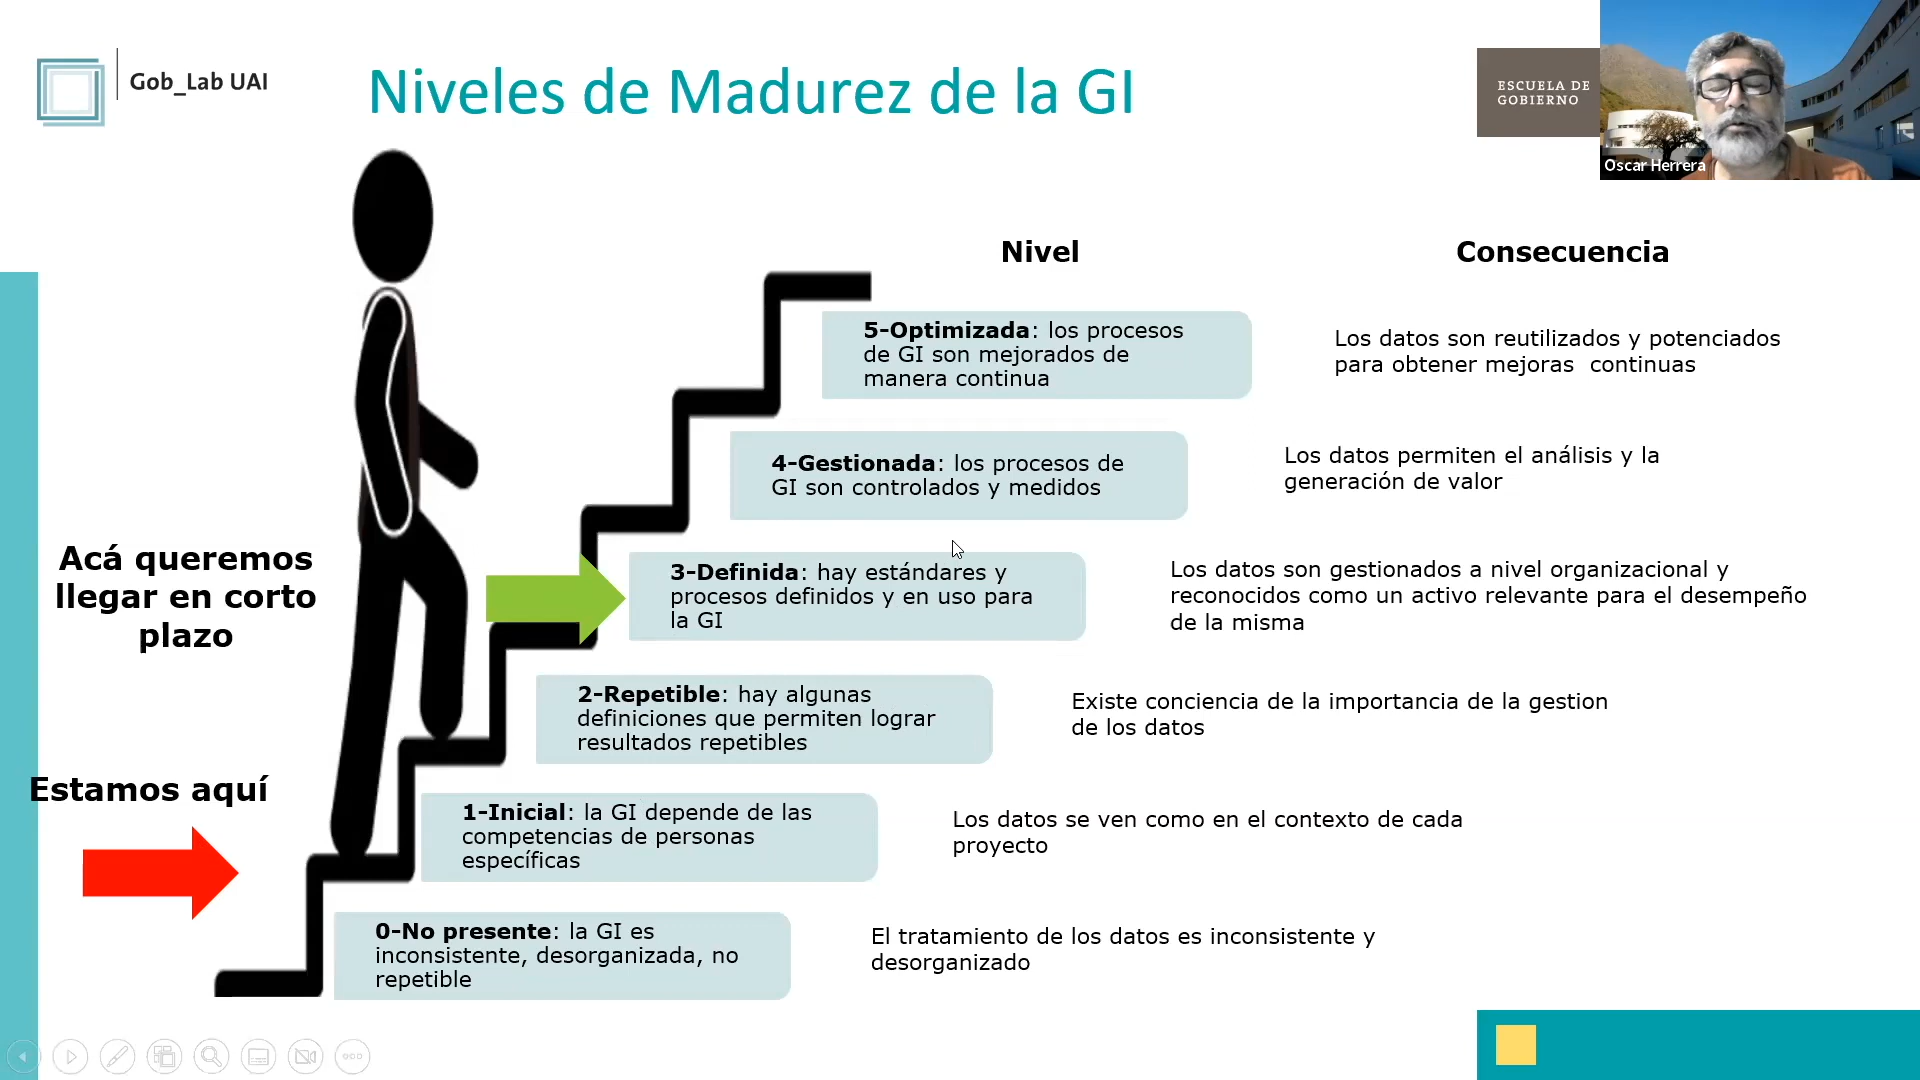 Gob_Lab UAI
Niveles de Madurez de la GI
ESCUELA DE
GOBIERNO
Oscar Herrera
Nivel
Consecuencia
5-Optimizada: los procesos
de GI son mejorados de
manera continua
Los datos son reutilizados y potenciados
para obtener mejoras  continuas
4-Gestionada: los procesos de
GI son controlados y medidos
Los datos permiten el análisis y la
generación de valor
Acá queremos
llegar en corto
plazo
3-Definida: hay estándares y
procesos definidos y en uso para
la GI
Los datos son gestionados a nivel organizacional y
reconocidos como un activo relevante para el desempeño
de la misma
2-Repetible: hay algunas
definiciones que permiten lograr
resultados repetibles
Existe conciencia de la importancia de la gestion
de los datos
Estamos aquí
1-Inicial: la GI depende de las
competencias de personas
específicas
Los datos se ven como en el contexto de cada
proyecto
0-No presente: la GI es
inconsistente, desorganizada, no
repetible
El tratamiento de los datos es inconsistente y
desorganizado